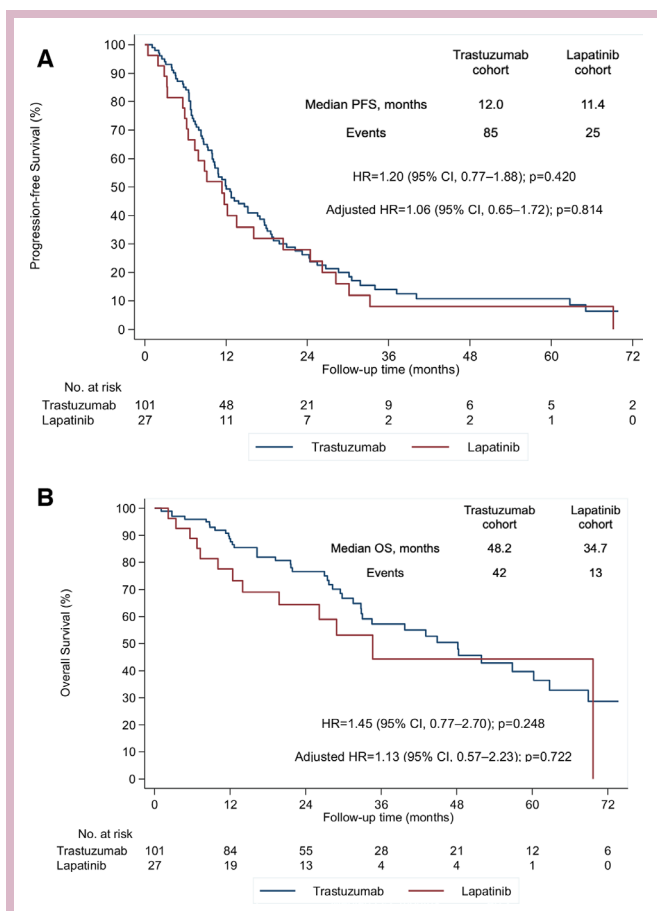 A
Trastuzumab cohort
Lapatinib cohort
Median PFS, months 12.0 11.4
Events 85 25
HR=1.20 (95% CI, 0.77–1.88); p=0.420
Adjusted HR=1.06 (95% CI, 0.65–1.72); p=0.814
Progression-free Survival (%)
100
90
80
70
60
50
40
30
20
10
0
0 12 24 36 48 60 72
Follow-up time (months)
No. at risk
Trastuzumab 101 48 21 9 6 5 2
Lapatinib 27 11 7 2 2 1 0
Trastuzumab Lapatinib
B
Trastuzumab cohort
Lapatinib cohort
Median OS, months 48.2 34.7
Events 42 13
HR=1.45 (95% CI, 0.77–2.70); p=0.248
Adjusted HR=1.13 (95% CI, 0.57–2.23); p=0.722
Overall Survival (%)
100
90
80
70
60
50
40
30
20
10
0
0 12 24 36 48 60 72
Follow-up time (months)
No. at risk
Trastuzumab 101 84 55 28 21 12 6
Lapatinib 27 19 13 4 4 1 0
Trastuzumab Lapatinib